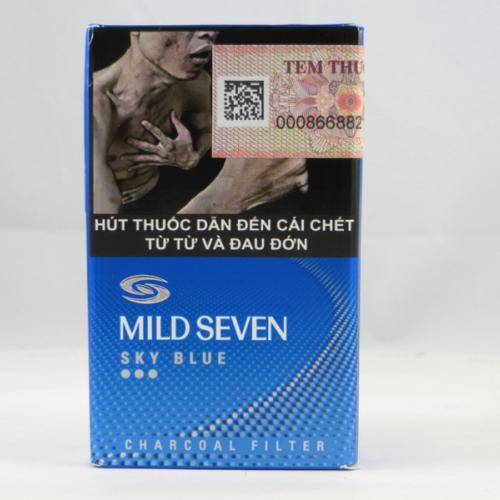 TEM THU
000866882
HÚT THUỐC DẪN ĐẾN CÁI CHẾT
TỪ TỪ VÀ ĐAU ĐỚN
MILD SEVEN
SKY BLUE
CHARCOAL FILTER